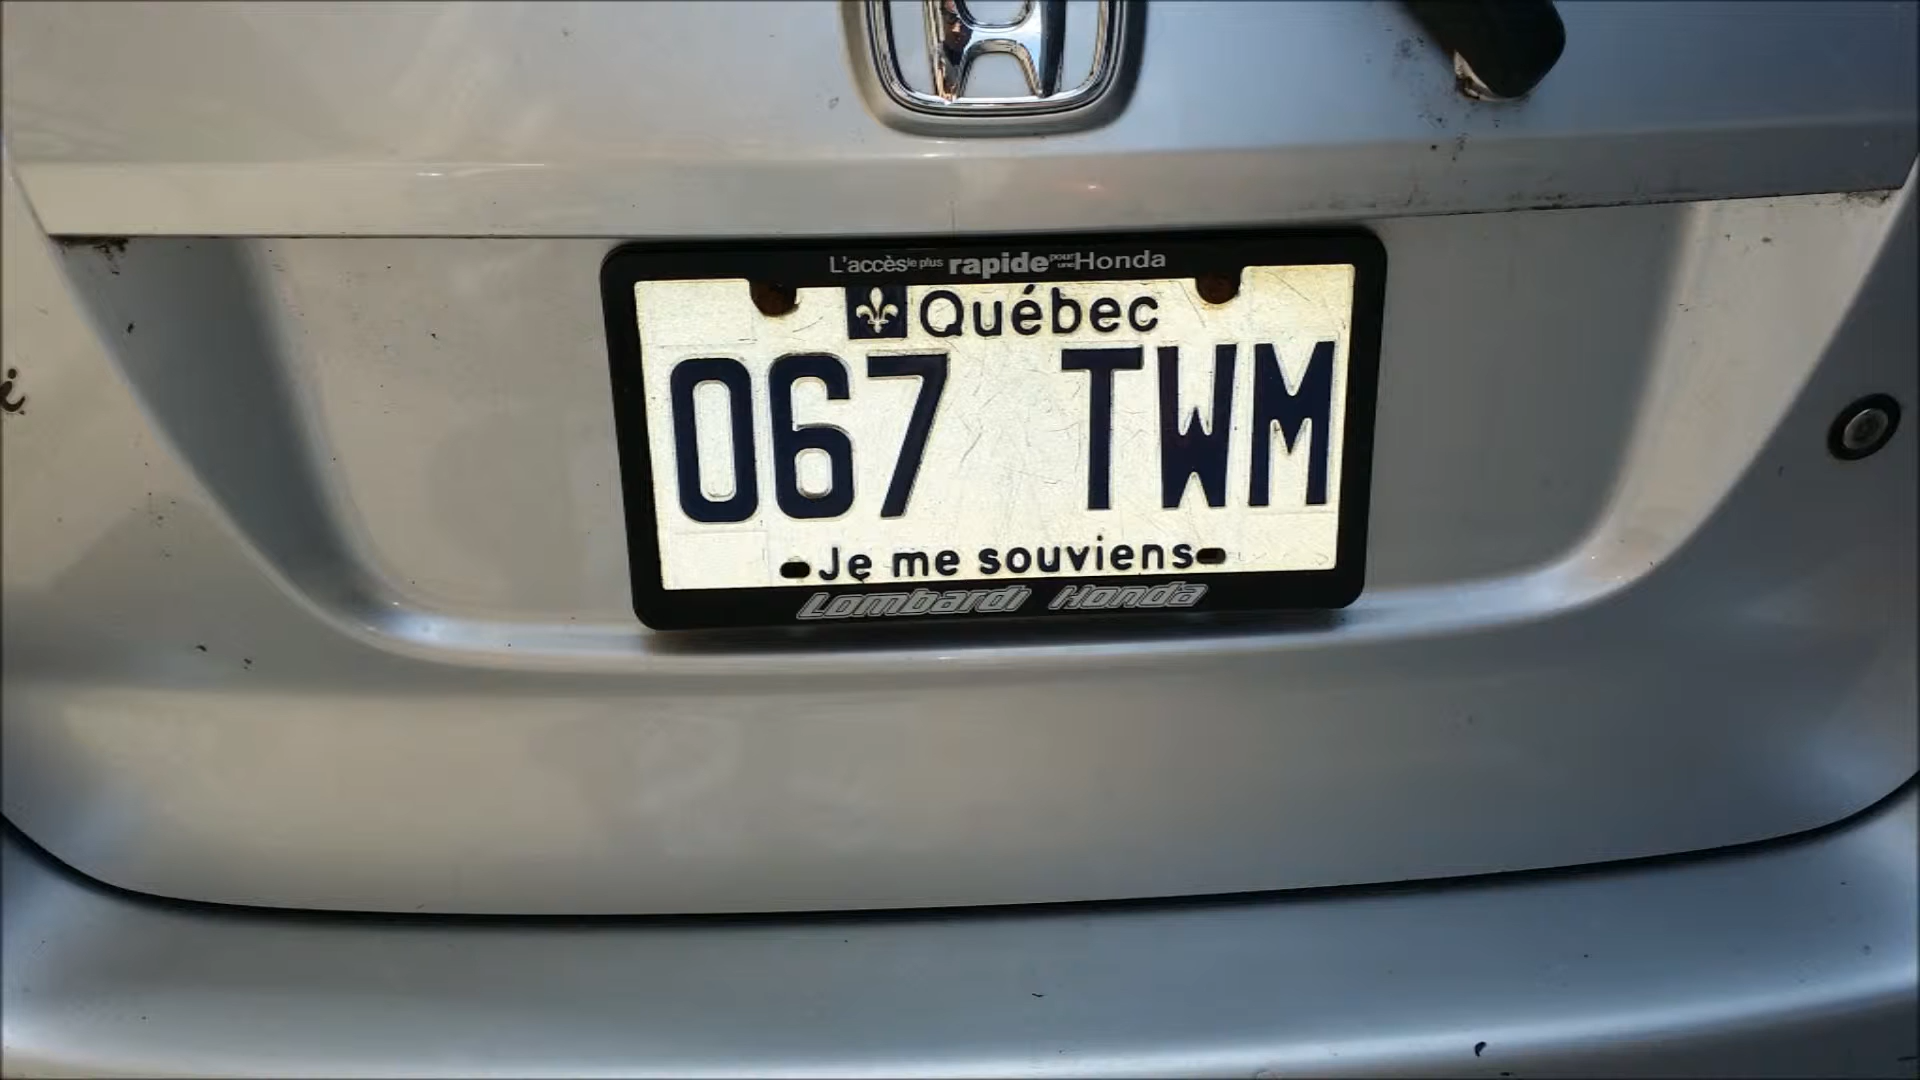 L'accès le plus rapide pour une Honda
Québec
067 TWM
Je me souviens
Lombardi Honda